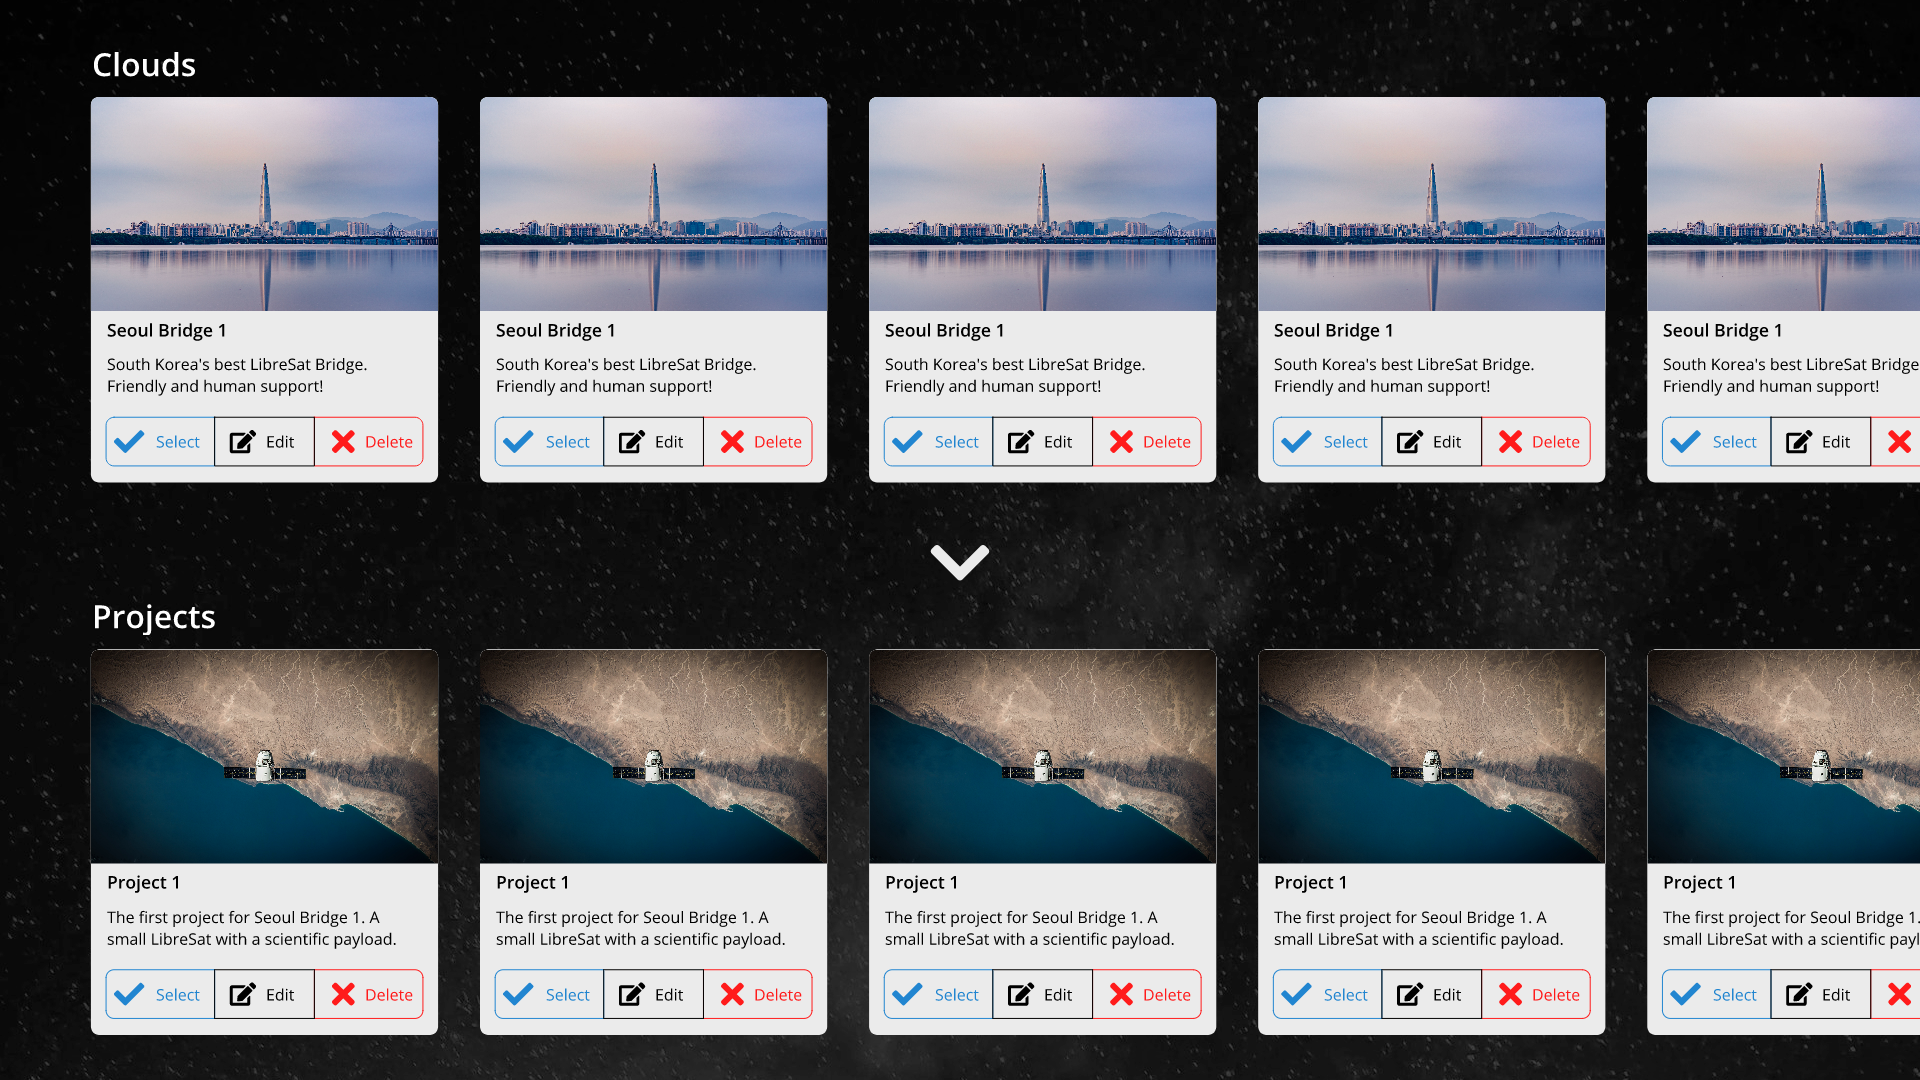 Clouds
Seoul Bridge 1
South Korea's best LibreSat Bridge.
Friendly and human support!
Select Edit Delete
Seoul Bridge 1
South Korea's best LibreSat Bridge.
Friendly and human support!
Select Edit Delete
Seoul Bridge 1
South Korea's best LibreSat Bridge.
Friendly and human support!
Select Edit Delete
Seoul Bridge 1
South Korea's best LibreSat Bridge.
Friendly and human support!
Select Edit Delete
Seoul Bridge 1
South Korea's best LibreSat Bridge
Friendly and human support!
Select Edit
Projects
Project 1
The first project for Seoul Bridge 1. A
small LibreSat with a scientific payload.
Select Edit Delete
Project 1
The first project for Seoul Bridge 1. A
small LibreSat with a scientific payload.
Select Edit Delete
Project 1
The first project for Seoul Bridge 1. A
small LibreSat with a scientific payload.
Select Edit Delete
Project 1
The first project for Seoul Bridge 1. A
small LibreSat with a scientific payload.
Select Edit Delete
Project 1
The first project for Seoul Bridge 1.
small LibreSat with a scientific payl
Select Edit